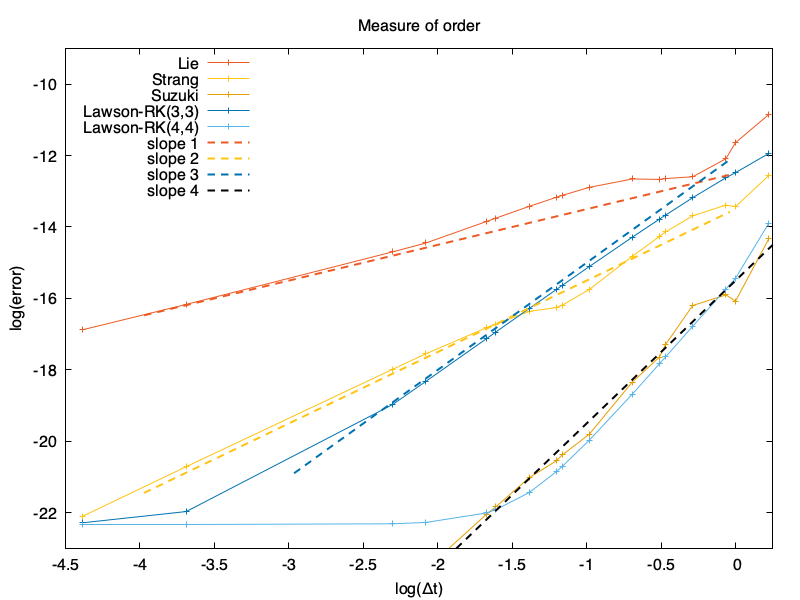 Measure of order
log(error)
-10
-12
-14
-16
-18
-20
-22
Lie
Strang
Suzuki
Lawson-RK(3,3)
Lawson-RK(4,4)
slope 1
slope 2
slope 3
slope 4
-4.5 -4 -3.5 -3 -2.5 -2 -1.5 -1 -0.5 0
log(Δt)